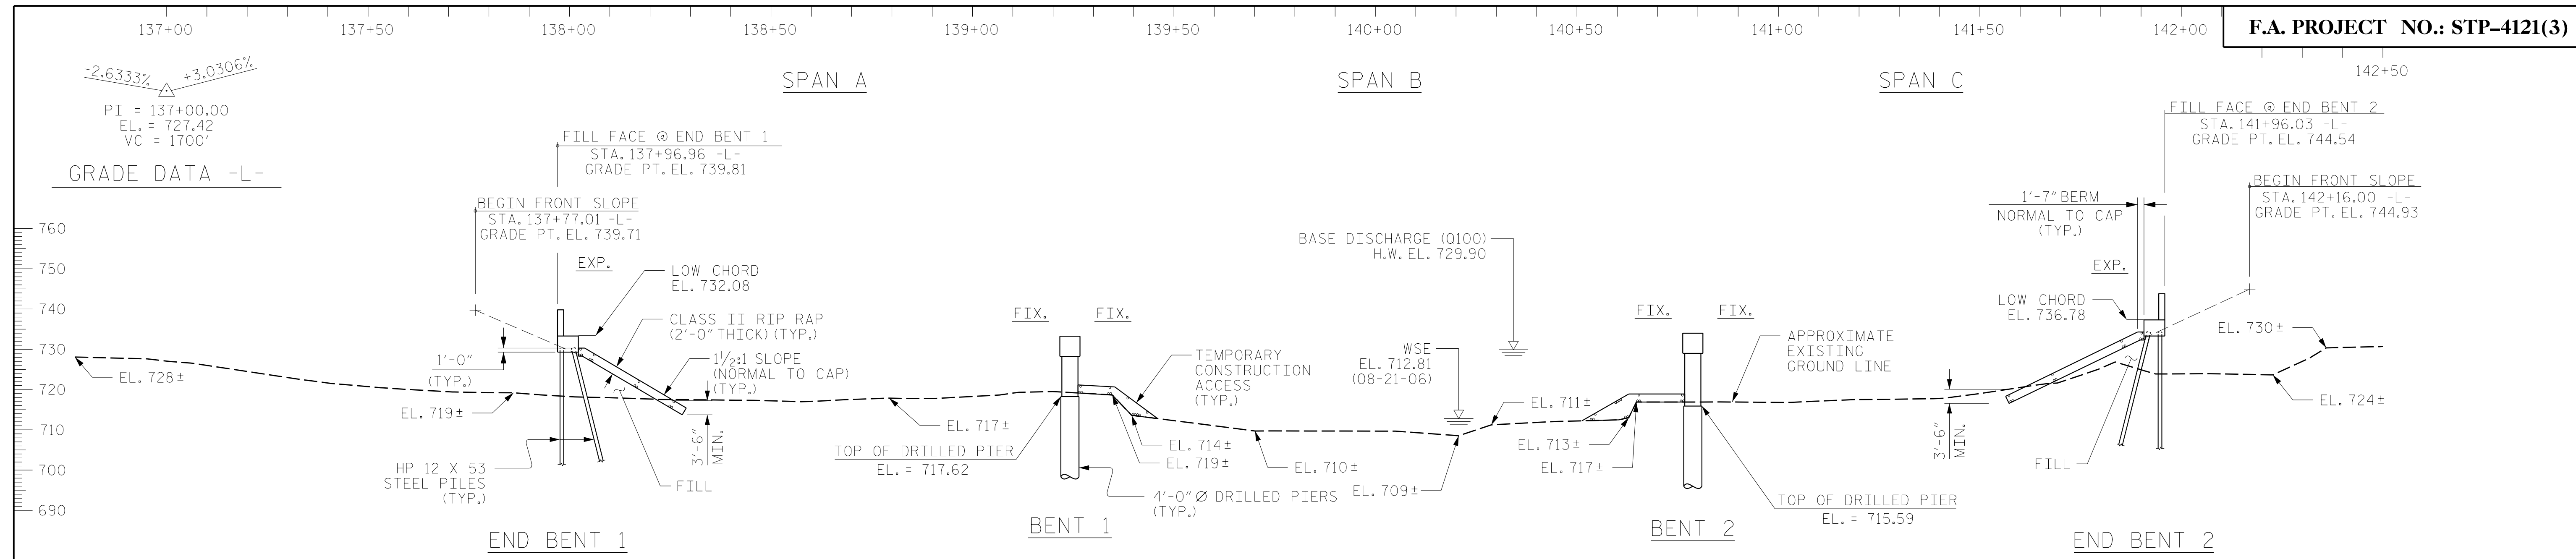 137+00
137+50
138+00
138+50
139+00
139+50
140+00
140+50
141+00
141+50
142+00
142+50
F.A. PROJECT NO.: STP-4121(3)
-2.6333%
+3.0306%
PI = 137+00.00
EL. = 727.42
VC = 1700'
GRADE DATA -L-
SPAN A
SPAN B
SPAN C
FILL FACE @ END BENT 1
STA. 137+96.96 -L-
GRADE PT. EL. 739.81
BEGIN FRONT SLOPE
STA. 137+77.01 -L-
GRADE PT. EL. 739.71
FILL FACE @ END BENT 2
STA. 141+96.03 -L-
GRADE PT. EL. 744.54
BEGIN FRONT SLOPE
STA. 142+16.00 -L-
GRADE PT. EL. 744.93
1'-7" BERM
NORMAL TO CAP
(TYP.)
760
750
740
730
720
710
700
690
EXP.
LOW CHORD
EL. 732.08
CLASS II RIP RAP
(2'-0" THICK) (TYP.)
1½:1 SLOPE
(NORMAL TO CAP)
(TYP.)
1'-0"
(TYP.)
EL. 728±
EL. 719±
HP 12 X 53
STEEL PILES
(TYP.)
FILL
3'-6"
MIN.
END BENT 1
EL. 717±
TOP OF DRILLED PIER
EL. = 717.62
FIX.
FIX.
TEMPORARY
CONSTRUCTION
ACCESS
(TYP.)
EL. 714±
EL. 719±
4'-0" Ø DRILLED PIERS
(TYP.)
BENT 1
EL. 710±
BASE DISCHARGE (Q100)
H.W. EL. 729.90
WSE
EL. 712.81
(08-21-06)
EL. 709±
EL. 711±
EL. 713±
EL. 717±
FIX.
FIX.
APPROXIMATE
EXISTING
GROUND LINE
TOP OF DRILLED PIER
EL. = 715.59
BENT 2
EXP.
LOW CHORD
EL. 736.78
3'-6"
MIN.
FILL
EL. 730±
EL. 724±
END BENT 2